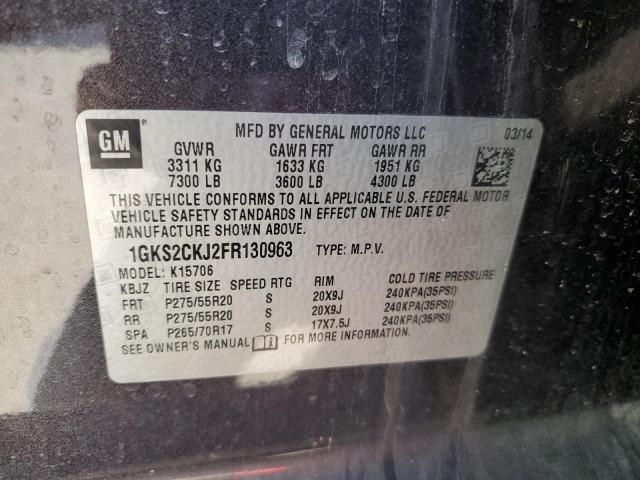 GM ®
MFD BY GENERAL MOTORS LLC 03/14
GVWR GAWR FRT GAWR RR
3311 KG 1633 KG 1951 KG
7300 LB 3600 LB 4300 LB
THIS VEHICLE CONFORMS TO ALL APPLICABLE U.S. FEDERAL MOTOR
VEHICLE SAFETY STANDARDS IN EFFECT ON THE DATE OF
MANUFACTURE SHOWN ABOVE.
1GKS2CKJ2FR130963 TYPE: M.P.V.
MODEL: K15706
KBJZ TIRE SIZE SPEED RTG RIM COLD TIRE PRESSURE
FRT P275/55R20 S 20X9J 240KPA(35PSI)
RR P275/55R20 S 20X9J 240KPA(35PSI)
SPA P265/70R17 S 17X7.5J 240KPA(35PSI)
SEE OWNER'S MANUAL FOR MORE INFORMATION.